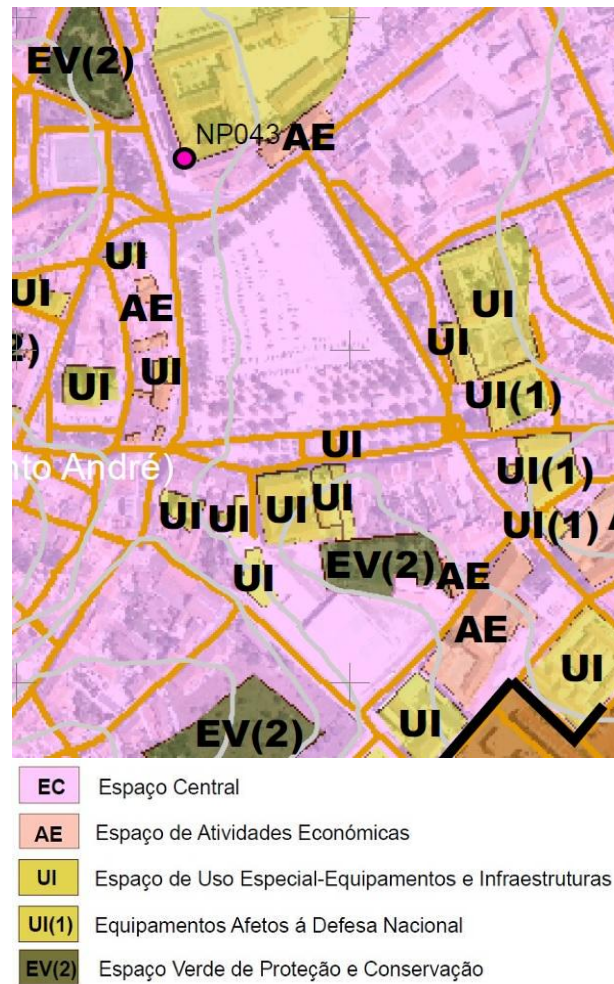 EV(2)
NP043
AE
UI
UI
UI
AE
UI
2)
UI
UI
UI(1)
UI
nto André)
UI(1)
UI
UI
UI
UI
UI(1)
A
UI
EV(2)
AE
AE
UI
UI
EV(2)
EC Espaço Central
AE Espaço de Atividades Económicas
UI Espaço de Uso Especial-Equipamentos e Infraestruturas
UI(1) Equipamentos Afetos á Defesa Nacional
EV(2) Espaço Verde de Proteção e Conservação